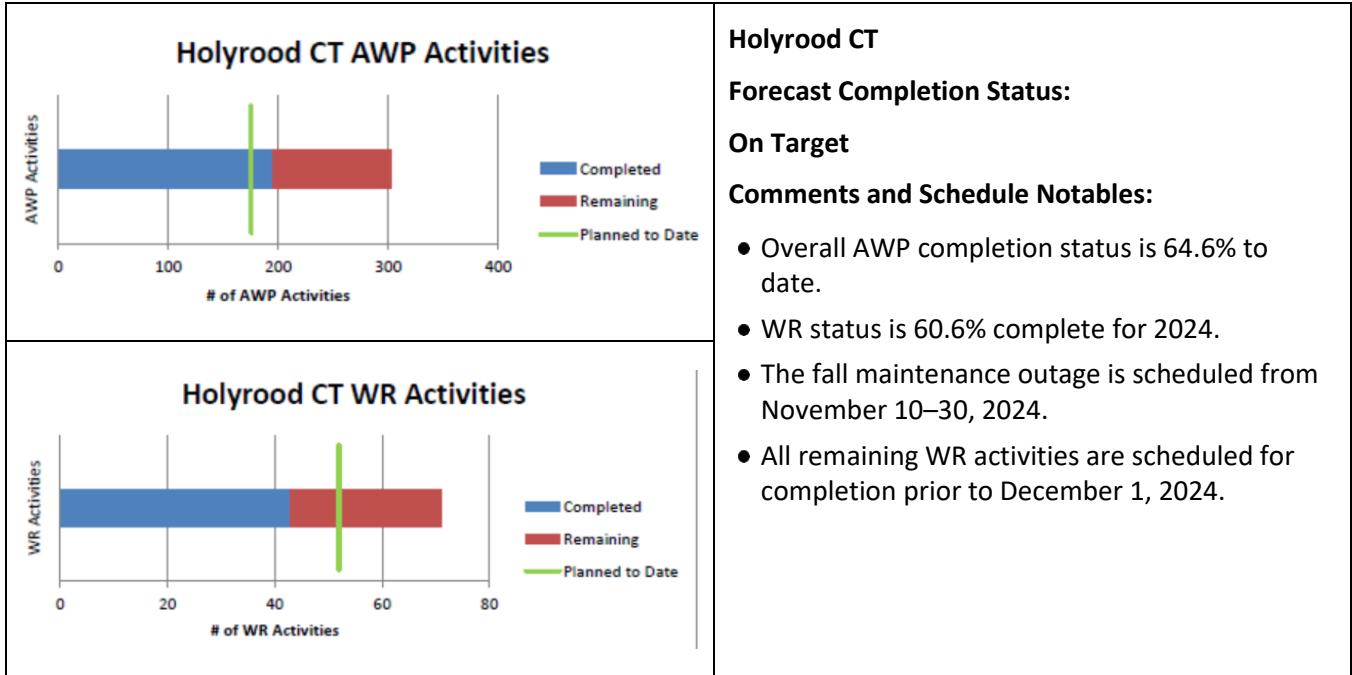 Holyrood CT AWP Activities
AWP Activities
Completed
Remaining
Planned to Date
0 100 200 300 400
# of AWP Activities
Holyrood CT WR Activities
WR Activities
Completed
Remaining
Planned to Date
0 20 40 60 80
# of WR Activities
Holyrood CT
Forecast Completion Status:
On Target
Comments and Schedule Notables:
● Overall AWP completion status is 64.6% to
date.
● WR status is 60.6% complete for 2024.
● The fall maintenance outage is scheduled from
November 10–30, 2024.
● All remaining WR activities are scheduled for
completion prior to December 1, 2024.